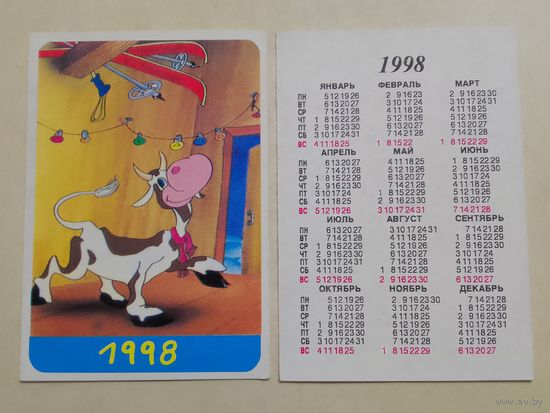 1998
1998
ЯНВАРЬ ФЕВРАЛЬ МАРТ
ПН 5 12 19 26 2 9 16 23 2 9 16 23 30
ВТ 6 13 20 27 3 10 17 24 3 10 17 24 31
СР 7 14 21 28 4 11 18 25 4 11 18 25
ЧТ 1 8 15 22 29 5 12 19 26 5 12 19 26
ПТ 2 9 16 23 30 6 13 20 27 6 13 20 27
СБ 3 10 17 24 31 7 14 21 28 7 14 21 28
ВС 4 11 18 25 1 8 15 22 1 8 15 22 29
АПРЕЛЬ МАЙ ИЮНЬ
ПН 6 13 20 27 4 11 18 25 1 8 15 22 29
ВТ 7 14 21 28 5 12 19 26 2 9 16 23 30
СР 1 8 15 22 29 6 13 20 27 3 10 17 24
ЧТ 2 9 16 23 30 7 14 21 28 4 11 18 25
ПТ 3 10 17 24 1 8 15 22 29 5 12 19 26
СБ 4 11 18 25 2 9 16 23 30 6 13 20 27
ВС 5 12 19 26 3 10 17 24 31 7 14 21 28
ИЮЛЬ АВГУСТ СЕНТЯБРЬ
ПН 6 13 20 27 3 10 17 24 31 7 14 21 28
ВТ 7 14 21 28 4 11 18 25 1 8 15 22 29
СР 1 8 15 22 29 5 12 19 26 2 9 16 23 30
ЧТ 2 9 16 23 30 6 13 20 27 3 10 17 24
ПТ 3 10 17 24 31 7 14 21 28 4 11 18 25
СБ 4 11 18 25 1 8 15 22 29 5 12 19 26
ВС 5 12 19 26 2 9 16 23 30 6 13 20 27
ОКТЯБРЬ НОЯБРЬ ДЕКАБРЬ
ПН 5 12 19 26 2 9 16 23 30 7 14 21 28
ВТ 6 13 20 27 3 10 17 24 1 8 15 22 29
СР 7 14 21 28 4 11 18 25 2 9 16 23 30
ЧТ 1 8 15 22 29 5 12 19 26 3 10 17 24 31
ПТ 2 9 16 23 30 6 13 20 27 4 11 18 25
СБ 3 10 17 24 31 7 14 21 28 5 12 19 26
ВС 4 11 18 25 1 8 15 22 29 6 13 20 27
www.ay.by